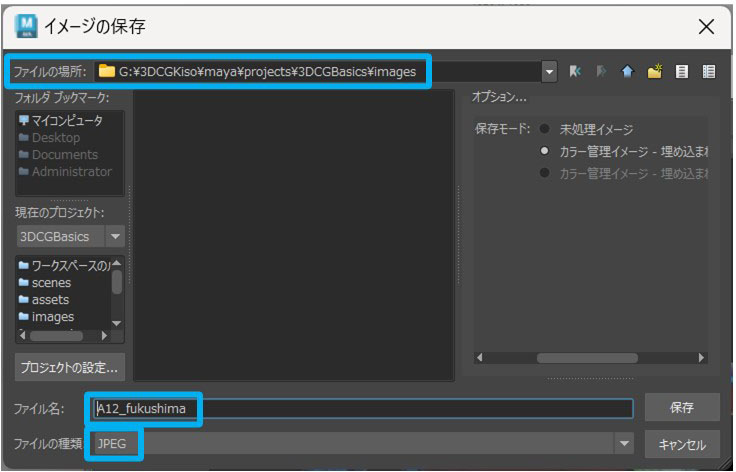 イメージの保存
ファイルの場所: G:¥3DCGKiso¥maya¥projects¥3DCGBasics¥images
フォルダ ブックマーク:
マイコンピュータ
Desktop
Documents
Administrator
現在のプロジェクト:
3DCGBasics
ワークスペースの
scenes
assets
images
プロジェクトの設定...
オプション...
保存モード: 未処理イメージ
カラー管理イメージ - 埋め込まれ
カラー管理イメージ - 埋め込まれ
ファイル名: A12_fukushima 保存
ファイルの種類 JPEG キャンセル